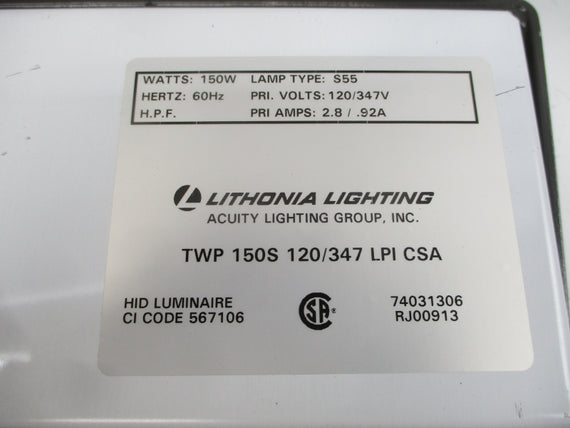 WATTS: 150W LAMP TYPE: S55
HERTZ: 60Hz PRI. VOLTS: 120/347V
H.P.F. PRI AMPS: 2.8 / .92A
LITHONIA LIGHTING
ACUITY LIGHTING GROUP, INC.
TWP 150S 120/347 LPI CSA
HID LUMINAIRE
CI CODE 567106
CSA®
74031306
RJ00913